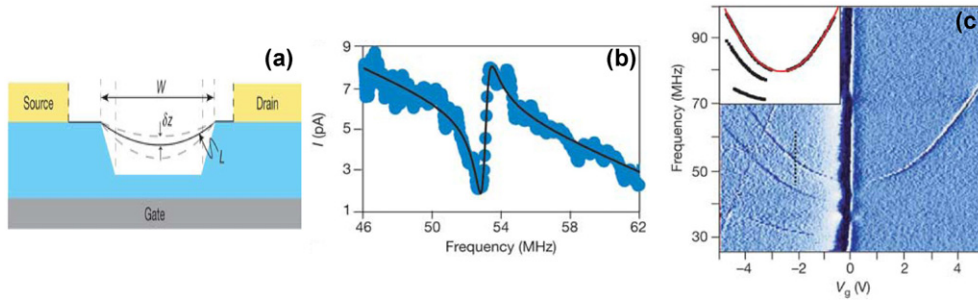 (a)
W
Source
δz
Drain
L
Gate
(b)
9
7
5
3
1
I (pA)
46
50
54
58
62
Frequency (MHz)
(c)
90
70
50
30
Frequency (MHz)
−4
−2
0
2
4
Vg (V)